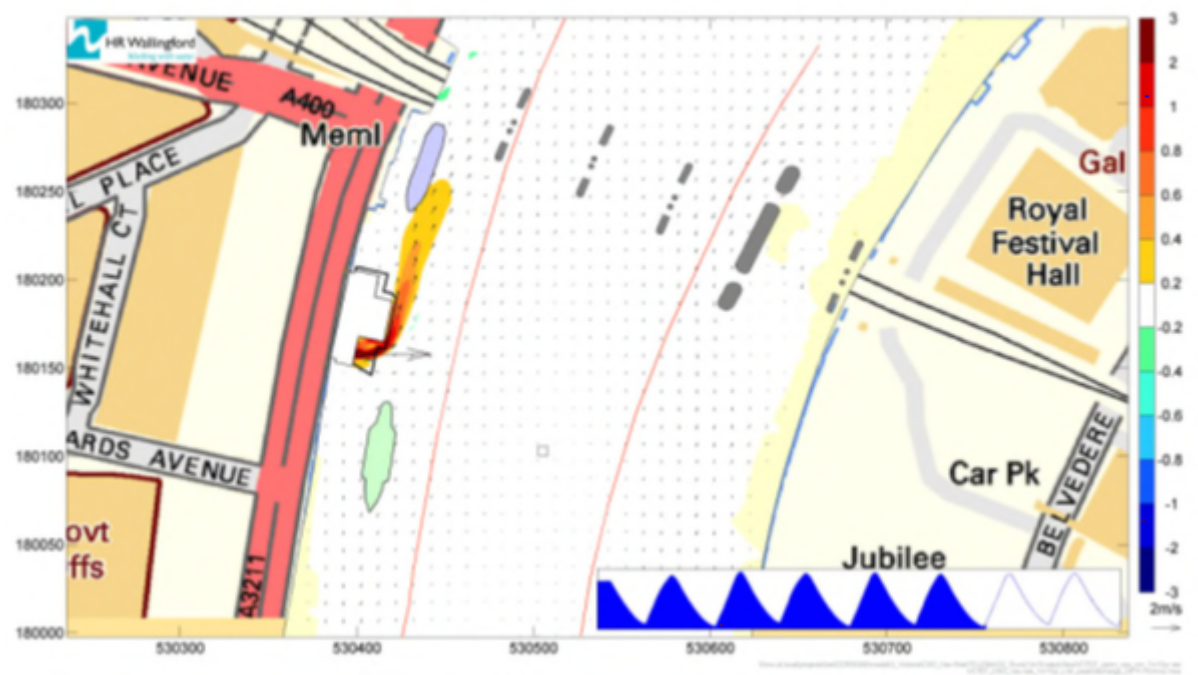 HR Wallingford
Working with water
AVENUE
A400
Meml
L PLACE
WHITEHALL CT
ARDS AVENUE
ovt
ffs
A3211
Gal
Royal
Festival
Hall
Car Pk
BELVEDERE
Jubilee
180300
180250
180200
180150
180100
180050
180000
530300
530400
530500
530600
530700
530800
3
2
1
0.8
0.6
0.4
0.2
-0.2
-0.4
-0.6
-0.8
-1
-2
-3
2m/s